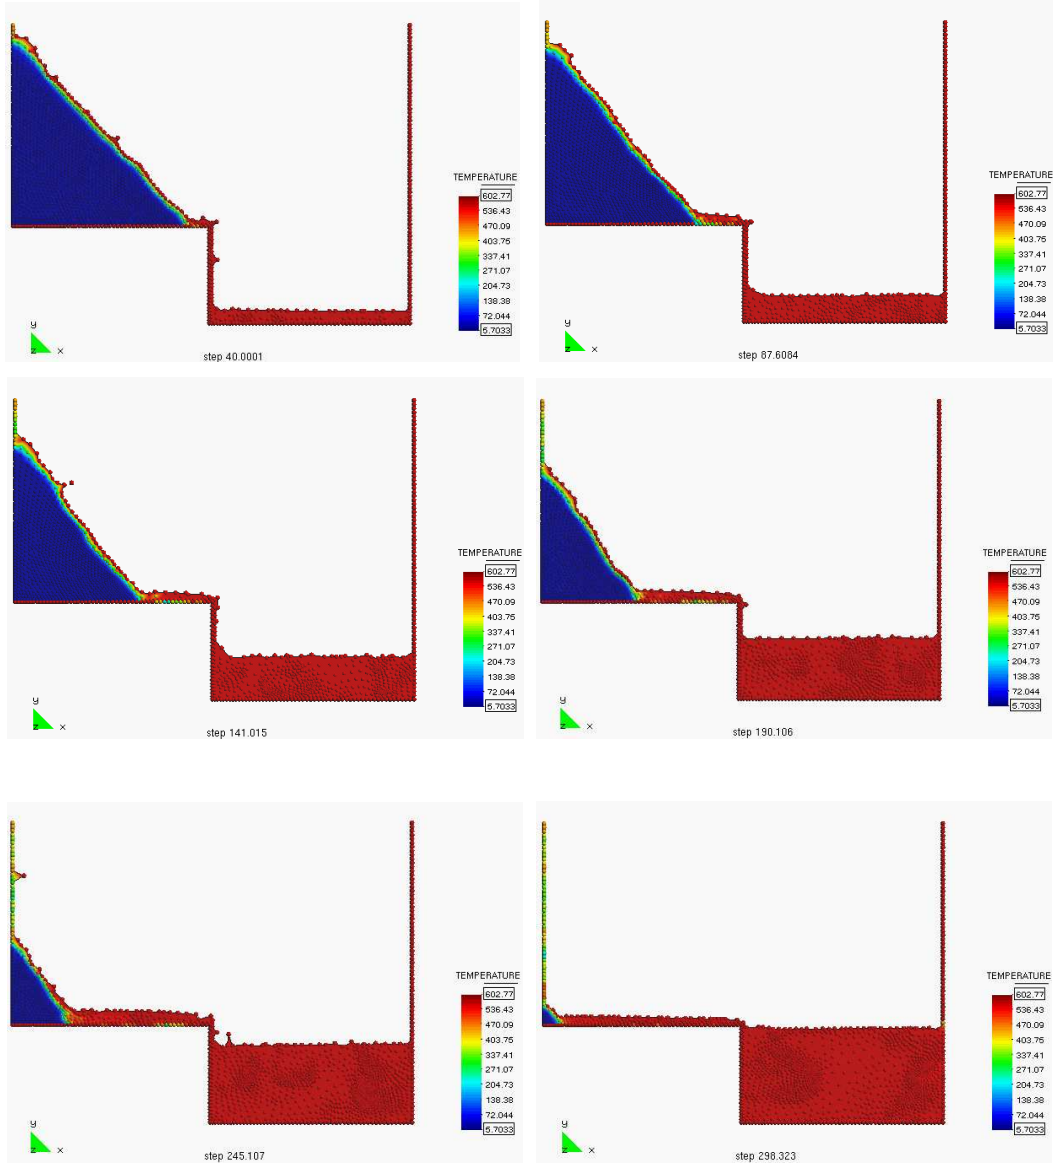 TEMPERATURE
602.77
536.43
470.09
403.75
337.41
271.07
204.73
138.38
72.044
5.7033
y
z x
step 40.0001
TEMPERATURE
602.77
536.43
470.09
403.75
337.41
271.07
204.73
138.38
72.044
5.7033
y
z x
step 87.6084
TEMPERATURE
602.77
536.43
470.09
403.75
337.41
271.07
204.73
138.38
72.044
5.7033
y
z x
step 141.015
TEMPERATURE
602.77
536.43
470.09
403.75
337.41
271.07
204.73
138.38
72.044
5.7033
y
z x
step 190.106
TEMPERATURE
602.77
536.43
470.09
403.75
337.41
271.07
204.73
138.38
72.044
5.7033
y
z x
step 245.107
TEMPERATURE
602.77
536.43
470.09
403.75
337.41
271.07
204.73
138.38
72.044
5.7033
y
z x
step 298.323